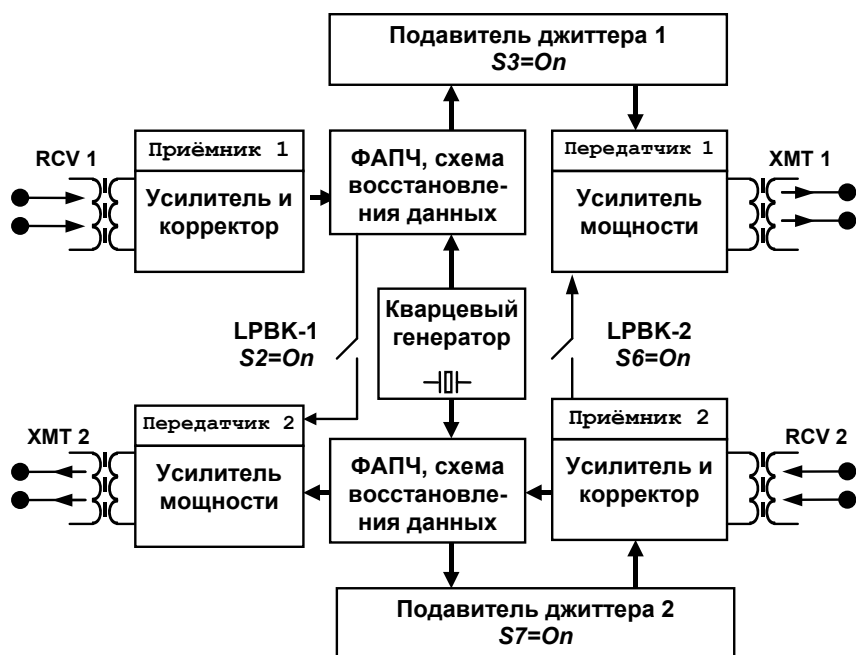 Подавитель джиттера 1
S3=On
RCV 1
Приёмник 1
Усилитель и
корректор
ФАПЧ, схема
восстановле-
ния данных
Передатчик 1
Усилитель
мощности
XMT 1
LPBK-1
S2=On
Кварцевый
генератор
LPBK-2
S6=On
XMT 2
Передатчик 2
Усилитель
мощности
ФАПЧ, схема
восстановле-
ния данных
Приёмник 2
Усилитель и
корректор
RCV 2
Подавитель джиттера 2
S7=On